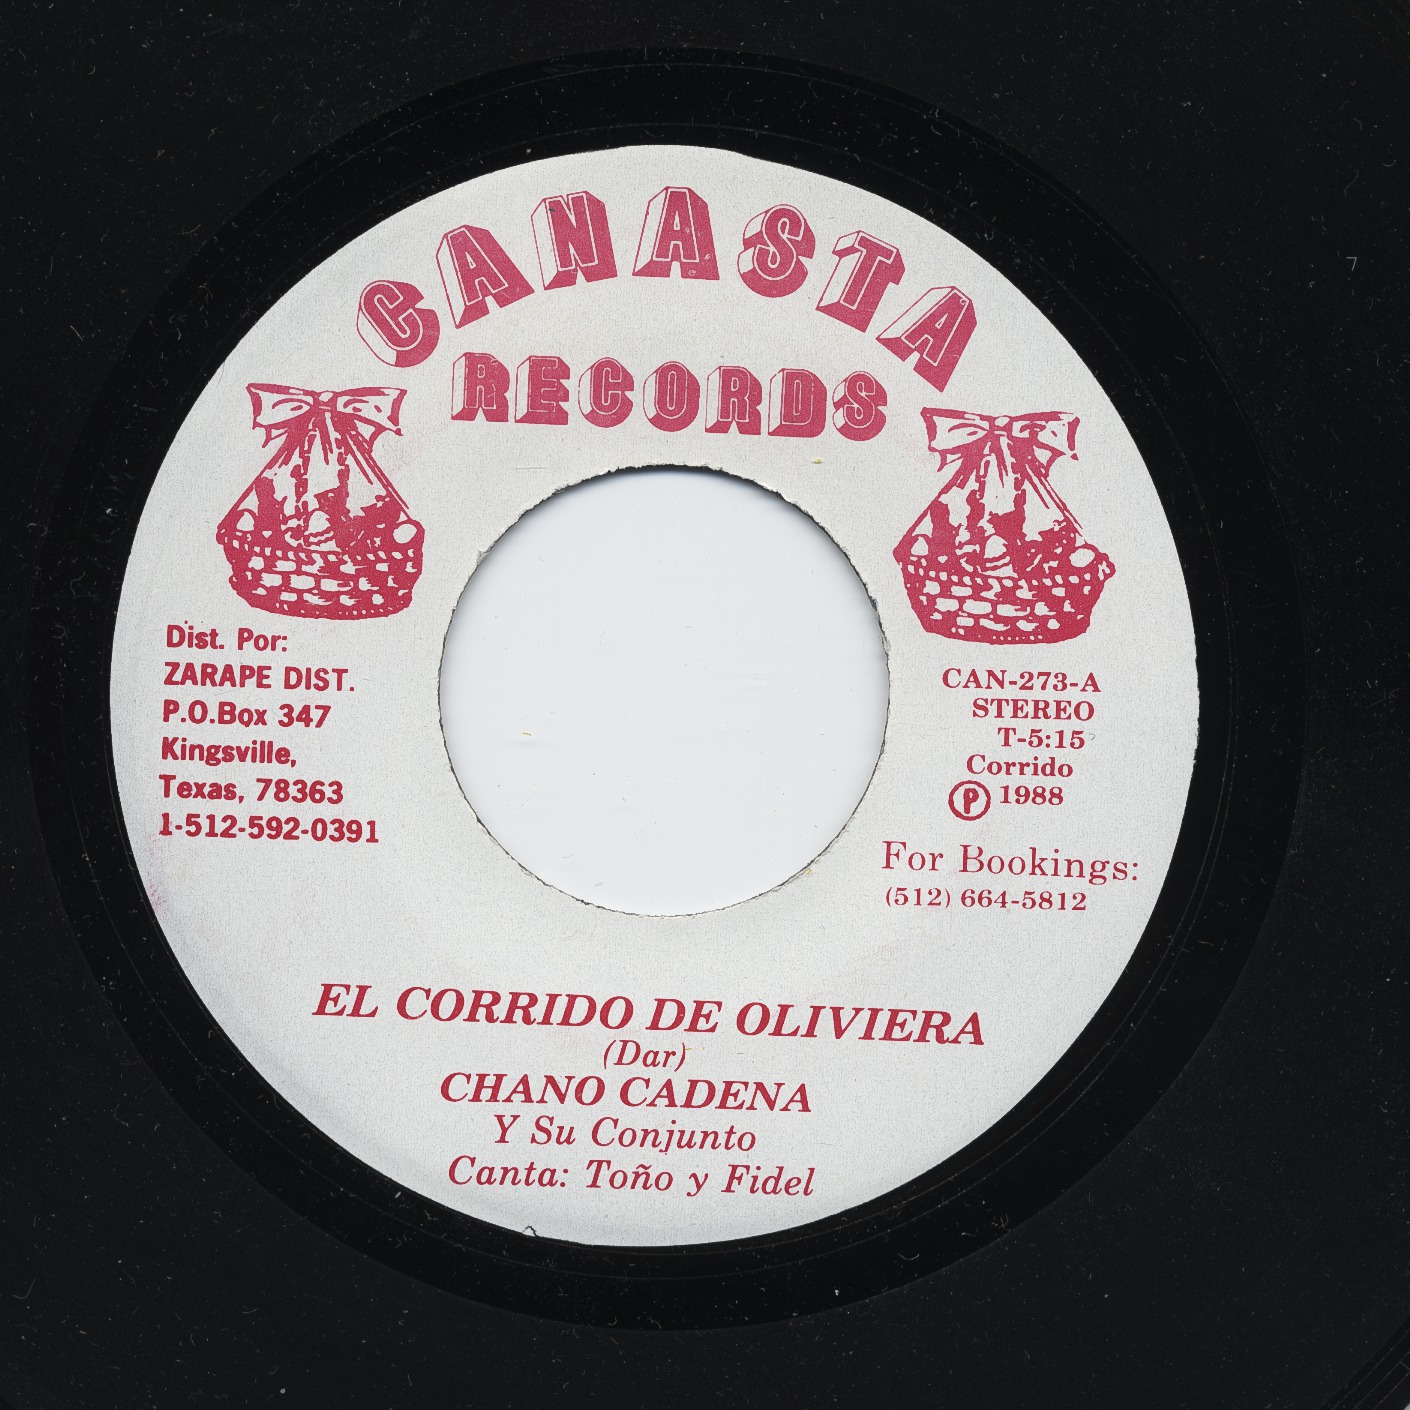 CANASTA
RECORDS
Dist. Por:
ZARAPE DIST.
P.O.Box 347
Kingsville,
Texas, 78363
1-512-592-0391
CAN-273-A
STEREO
T-5:15
Corrido
Ⓟ 1988
For Bookings:
(512) 664-5812
EL CORRIDO DE OLIVIERA
(Dar)
CHANO CADENA
Y Su Conjunto
Canta: Toño y Fidel